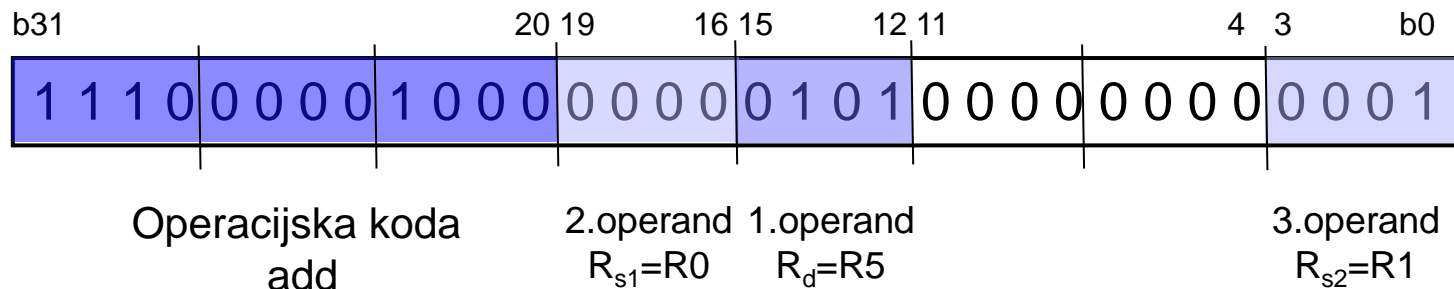 b31 20 19 16 15 12 11 4 3 b0
1 1 1 0 0 0 0 0 1 0 0 0 0 0 0 0 0 1 0 1 0 0 0 0 0 0 0 0 0 0 0 1
Operacijska koda 2.operand 1.operand 3.operand
add Rs1=R0 Rd=R5 Rs2=R1